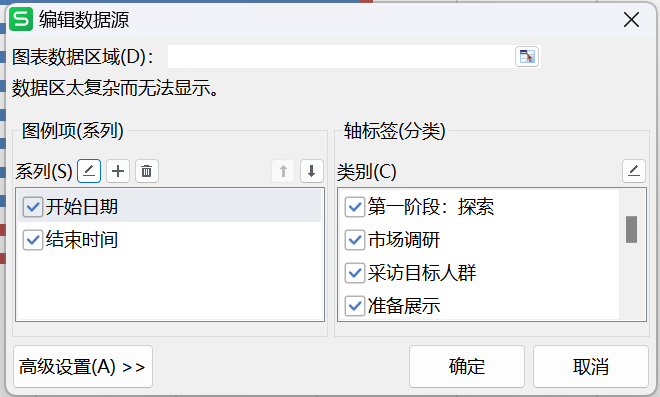 S 编辑数据源
图表数据区域(D)：
数据区太复杂而无法显示。
图例项(系列)
系列(S)
开始日期
结束时间
轴标签(分类)
类别(C)
第一阶段：探索
市场调研
采访目标人群
准备展示
高级设置(A) >>
确定
取消